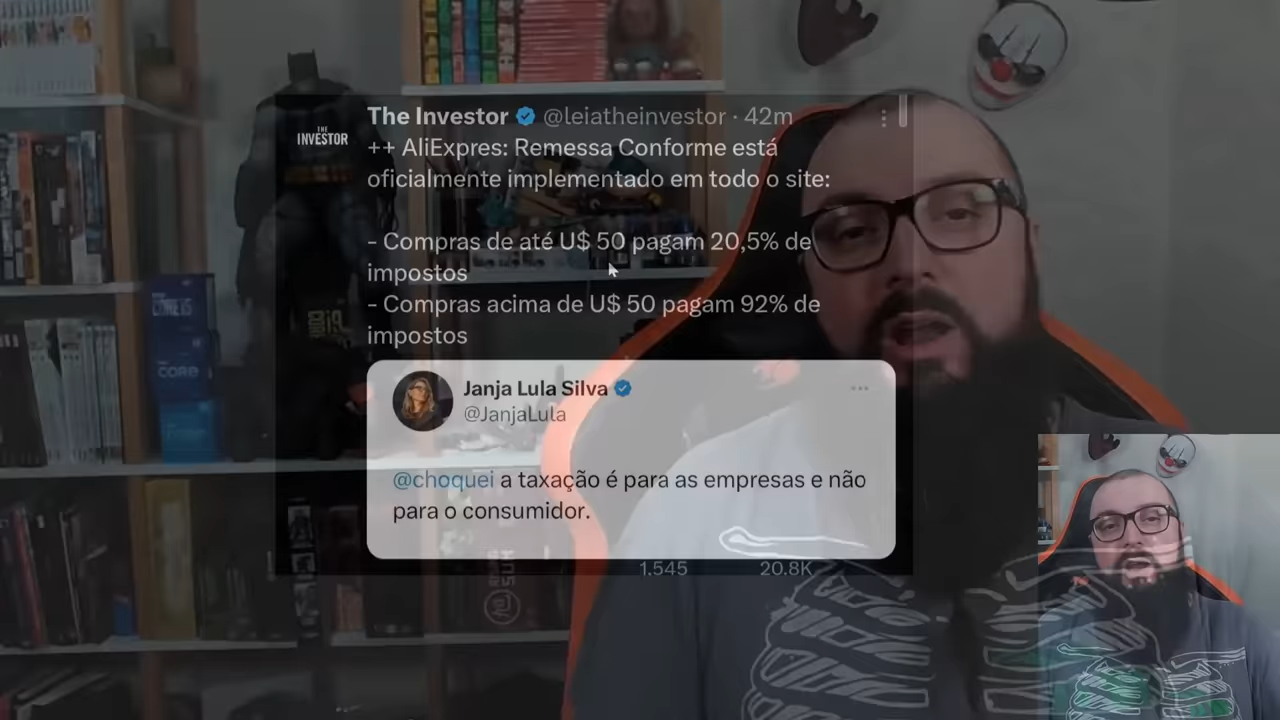 The Investor @leiatheinvestor · 42m
THE
INVESTOR
++ AliExpres: Remessa Conforme está
oficialmente implementado em todo o site:
- Compras de até U$ 50 pagam 20,5% de
impostos
- Compras acima de U$ 50 pagam 92% de
impostos
Janja Lula Silva
@JanjaLula
@choquei a taxação é para as empresas e não
para o consumidor.
1,545 20.8K
CORE